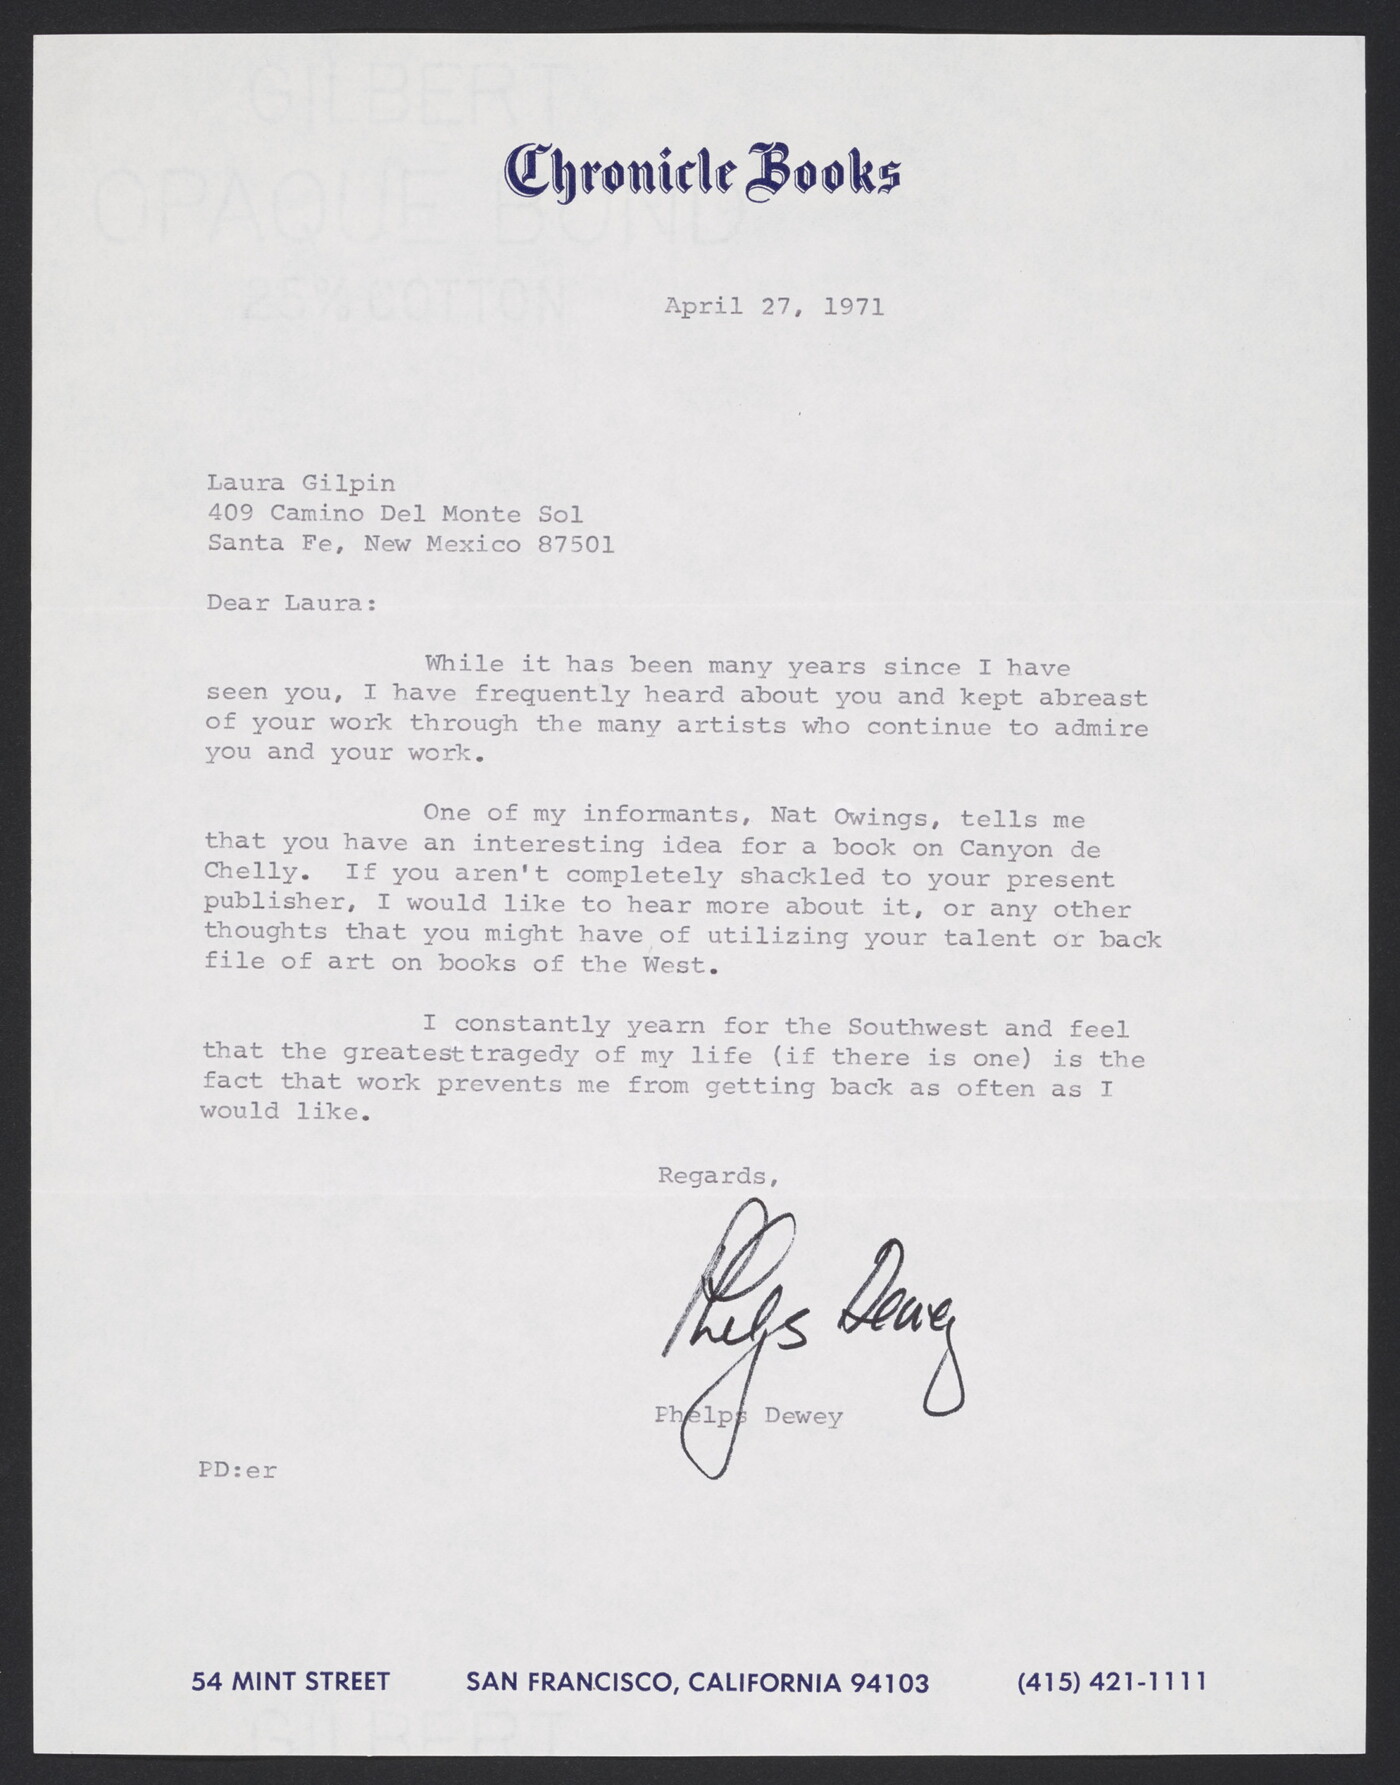 GILBERT
OPAQUE BOND
25% COTTON
Chronicle Books
April 27, 1971
Laura Gilpin
409 Camino Del Monte Sol
Santa Fe, New Mexico 87501
Dear Laura:
While it has been many years since I have
seen you, I have frequently heard about you and kept abreast
of your work through the many artists who continue to admire
you and your work.
One of my informants, Nat Owings, tells me
that you have an interesting idea for a book on Canyon de
Chelly. If you aren't completely shackled to your present
publisher, I would like to hear more about it, or any other
thoughts that you might have of utilizing your talent or back
file of art on books of the West.
I constantly yearn for the Southwest and feel
that the greatest tragedy of my life (if there is one) is the
fact that work prevents me from getting back as often as I
would like.
Regards,
Phelps Dewey
Phelps Dewey
PD:er
54 MINT STREET SAN FRANCISCO, CALIFORNIA 94103 (415) 421-1111
GILBERT